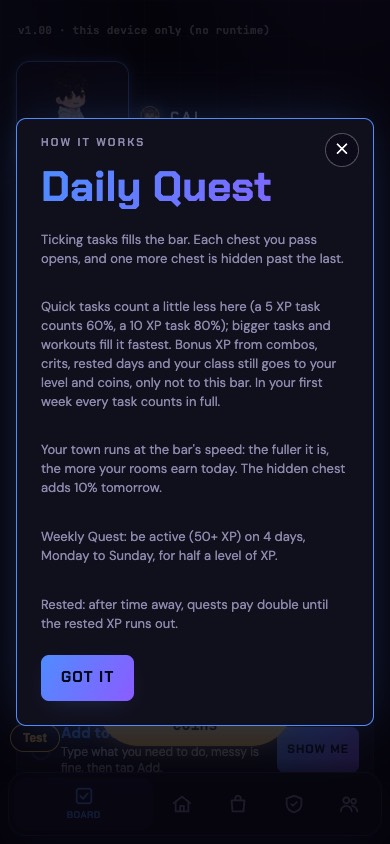 v1.00 · this device only (no runtime)
CAL
HOW IT WORKS
Daily Quest
Ticking tasks fills the bar. Each chest you pass
opens, and one more chest is hidden past the last.
Quick tasks count a little less here (a 5 XP task
counts 60%, a 10 XP task 80%); bigger tasks and
workouts fill it fastest. Bonus XP from combos,
crits, rested days and your class still goes to your
level and coins, only not to this bar. In your first
week every task counts in full.
Your town runs at the bar's speed: the fuller it is,
the more your rooms earn today. The hidden chest
adds 10% tomorrow.
Weekly Quest: be active (50+ XP) on 4 days,
Monday to Sunday, for half a level of XP.
Rested: after time away, quests pay double until
the rested XP runs out.
GOT IT
Test
Add to
coins
Type what you need to do, messy is
fine, then tap Add.
SHOW ME
BOARD